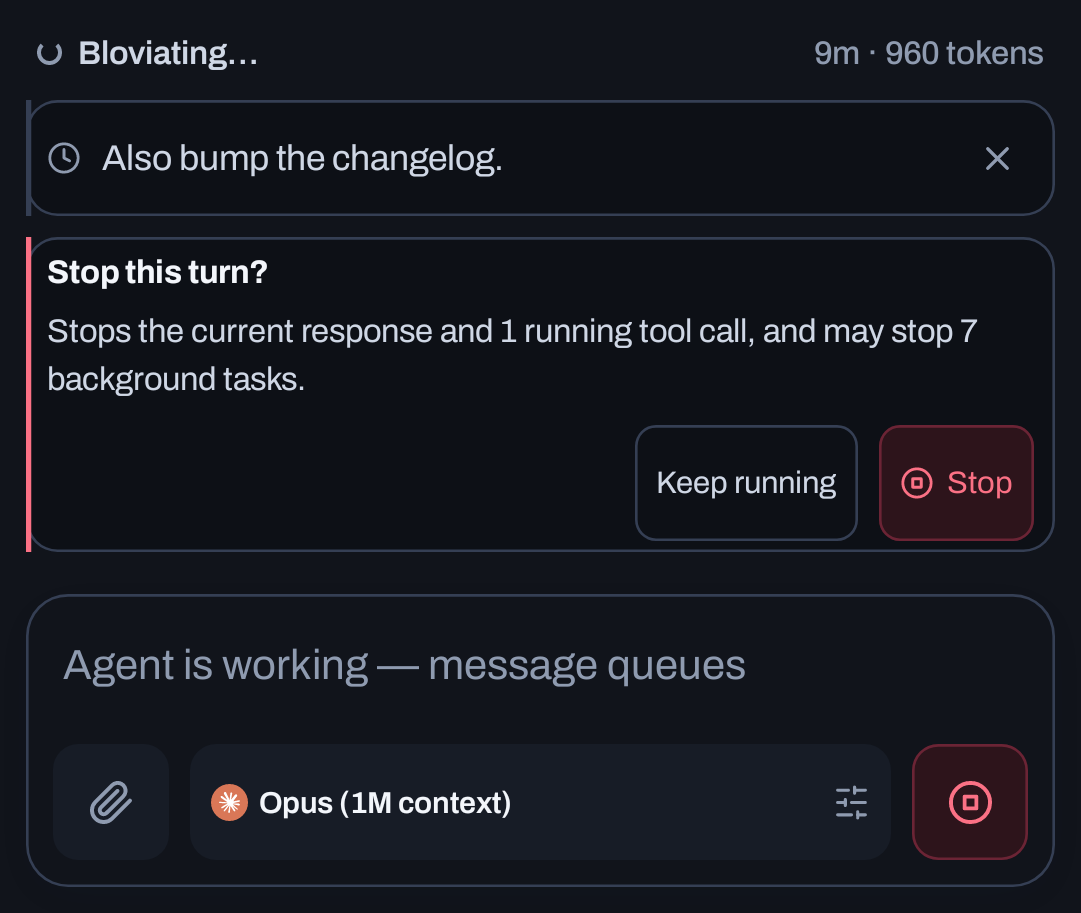 Bloviating...
9m · 960 tokens
Also bump the changelog.
Stop this turn?
Stops the current response and 1 running tool call, and may stop 7
background tasks.
Keep running
Stop
Agent is working — message queues
Opus (1M context)